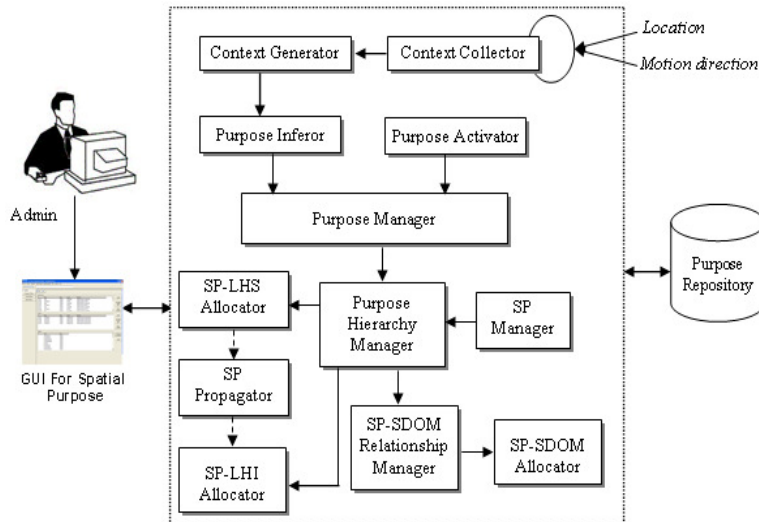 Location
Context Generator
Context Collector
Motion direction
Purpose Inferor
Purpose Activator
Admin
Purpose Manager
Purpose
Repository
SP-LHS
Allocator
Purpose
Hierarchy
Manager
SP
Manager
GUI For Spatial
Purpose
SP
Propagator
SP-SDOM
Relationship
Manager
SP-SDOM
Allocator
SP-LHI
Allocator